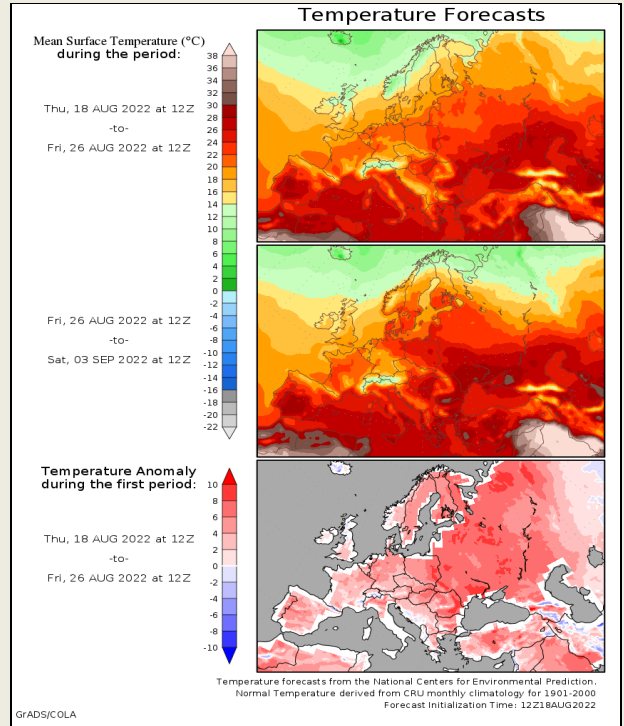 Temperature Forecasts
Mean Surface Temperature (°C)
during the period:
38
36
34
32
30
28
26
24
22
20
18
16
14
12
10
8
6
4
2
0
-2
-4
-6
-8
-10
-12
-14
-16
-18
-20
-22
Thu, 18 AUG 2022 at 12Z
-to-
Fri, 26 AUG 2022 at 12Z
Fri, 26 AUG 2022 at 12Z
-to-
Sat, 03 SEP 2022 at 12Z
Temperature Anomaly
during the first period:
10
8
6
4
2
0
-2
-4
-6
-8
-10
Thu, 18 AUG 2022 at 12Z
-to-
Fri, 26 AUG 2022 at 12Z
Temperature forecasts from the National Centers for Environmental Prediction.
Normal Temperature derived from CRU monthly climatology for 1901-2000
Forecast Initialization Time: 12Z18AUG2022
GrADS/COLA